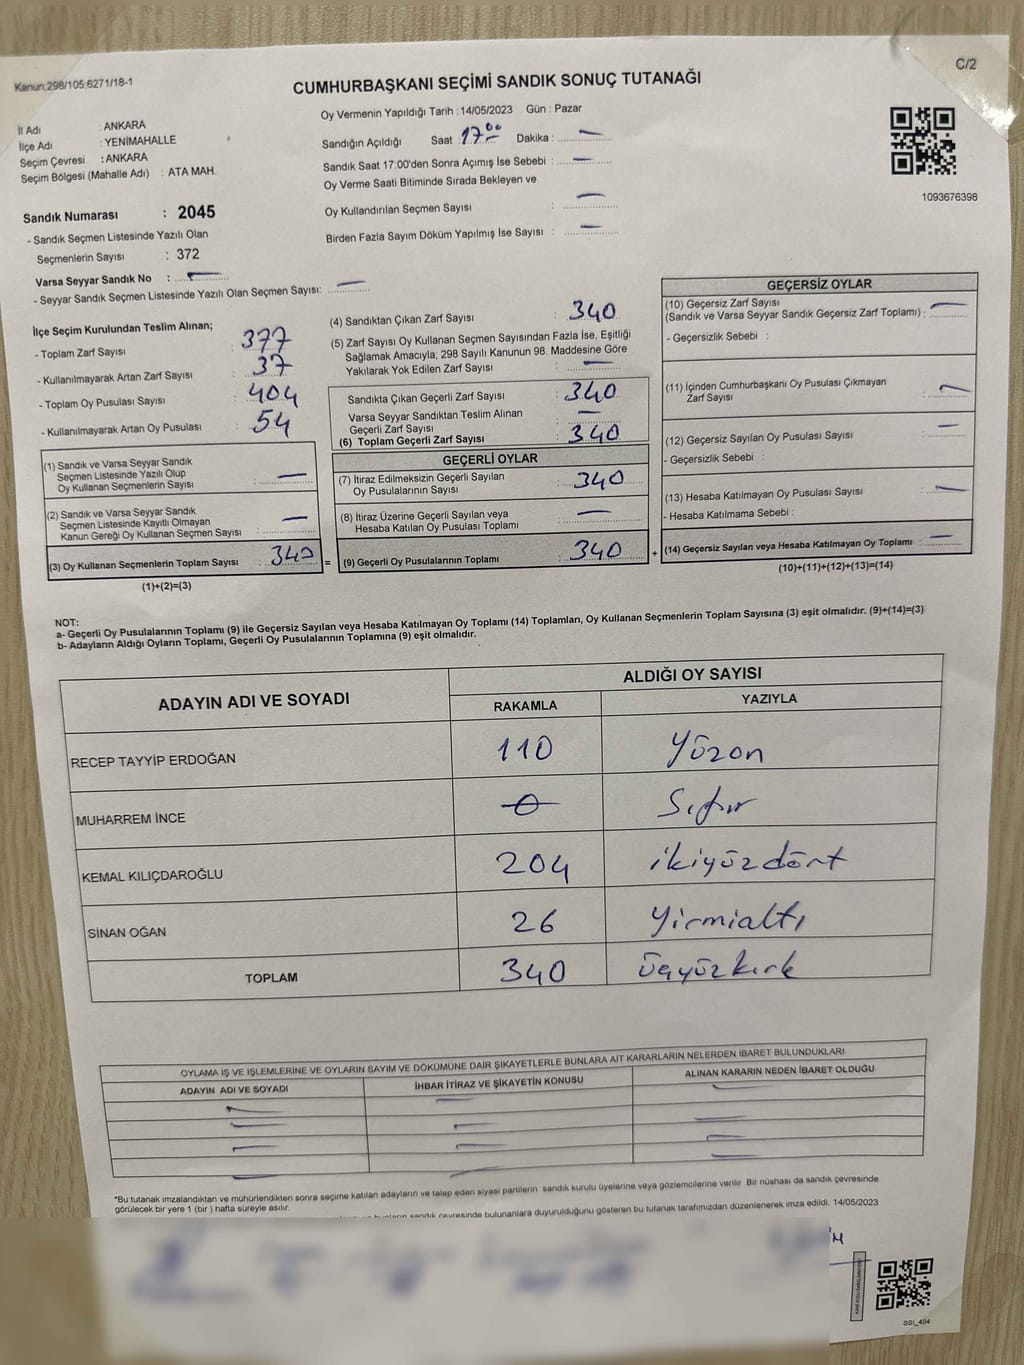 Kanun:298/105;6271/18-1
C/2
CUMHURBAŞKANI SEÇİMİ SANDIK SONUÇ TUTANAĞI
İl Adı : ANKARA
İlçe Adı : YENİMAHALLE
Seçim Çevresi : ANKARA
Seçim Bölgesi (Mahalle Adı) : ATA MAH.
Oy Vermenin Yapıldığı Tarih :14/05/2023 Gün : Pazar
Sandığın Açıldığı Saat : 17.00 Dakika :
Sandık Saat 17:00'den Sonra Açımış İse Sebebi :
Oy Verme Saati Bitiminde Sırada Bekleyen ve
Oy Kullandırılan Seçmen Sayısı :
Birden Fazla Sayım Döküm Yapılmış İse Sayısı :
1093676398
Sandık Numarası : 2045
- Sandık Seçmen Listesinde Yazılı Olan
Seçmenlerin Sayısı : 372
Varsa Seyyar Sandık No :
- Seyyar Sandık Seçmen Listesinde Yazılı Olan Seçmen Sayısı:
İlçe Seçim Kurulundan Teslim Alınan;
- Toplam Zarf Sayısı : 377
- Kullanılmayarak Artan Zarf Sayısı : 37
- Toplam Oy Pusulası Sayısı : 404
- Kullanılmayarak Artan Oy Pusulası : 54
(1) Sandık ve Varsa Seyyar Sandık
Seçmen Listesinde Yazılı Olup
Oy Kullanan Seçmenlerin Sayısı :
(2) Sandık ve Varsa Seyyar Sandık
Seçmen Listesinde Kayıtlı Olmayan
Kanun Gereği Oy Kullanan Seçmen Sayısı :
(3) Oy Kullanan Seçmenlerin Toplam Sayısı : 340 =
(1)+(2)=(3)
(4) Sandıktan Çıkan Zarf Sayısı : 340
(5) Zarf Sayısı Oy Kullanan Seçmen Sayısından Fazla İse, Eşitliği
Sağlamak Amacıyla; 298 Sayılı Kanunun 98. Maddesine Göre
Yakılarak Yok Edilen Zarf Sayısı :
Sandıkta Çıkan Geçerli Zarf Sayısı : 340
Varsa Seyyar Sandıktan Teslim Alınan
Geçerli Zarf Sayısı :
(6) Toplam Geçerli Zarf Sayısı : 340
GEÇERLİ OYLAR
(7) İtiraz Edilmeksizin Geçerli Sayılan
Oy Pusulalarının Sayısı : 340
(8) İtiraz Üzerine Geçerli Sayılan veya
Hesaba Katılan Oy Pusulası Toplamı :
(9) Geçerli Oy Pusulalarının Toplamı : 340 +
GEÇERSİZ OYLAR
(10) Geçersiz Zarf Sayısı
(Sandık ve Varsa Seyyar Sandık Geçersiz Zarf Toplamı) :
- Geçersizlik Sebebi :
(11) İçinden Cumhurbaşkanı Oy Pusulası Çıkmayan
Zarf Sayısı :
(12) Geçersiz Sayılan Oy Pusulası Sayısı :
- Geçersizlik Sebebi :
(13) Hesaba Katılmayan Oy Pusulası Sayısı :
- Hesaba Katılmama Sebebi :
(14) Geçersiz Sayılan veya Hesaba Katılmayan Oy Toplamı :
(10)+(11)+(12)+(13)=(14)
NOT:
a- Geçerli Oy Pusulalarının Toplamı (9) ile Geçersiz Sayılan veya Hesaba Katılmayan Oy Toplamı (14) Toplamları, Oy Kullanan Seçmenlerin Toplam Sayısına (3) eşit olmalıdır. (9)+(14)=(3)
b- Adayların Aldığı Oyların Toplamı, Geçerli Oy Pusulalarının Toplamına (9) eşit olmalıdır.
ADAYIN ADI VE SOYADI
ALDIĞI OY SAYISI
RAKAMLA YAZIYLA
RECEP TAYYİP ERDOĞAN 110 Yüzon
MUHARREM İNCE 0 Sıfır
KEMAL KILIÇDAROĞLU 204 ikiyüzdört
SİNAN OĞAN 26 Yirmialtı
TOPLAM 340 üçyüzkırk
OYLAMA İŞ VE İŞLEMLERİNE VE OYLARIN SAYIM VE DÖKÜMÜNE DAİR ŞİKAYETLERLE BUNLARA AİT KARARLARIN NELERDEN İBARET BULUNDUKLARI
ADAYIN ADI VE SOYADI İHBAR İTİRAZ VE ŞİKAYETİN KONUSU ALINAN KARARIN NEDEN İBARET OLDUĞU
*Bu tutanak imzalandıktan ve mühürlendikten sonra seçime katılan adayların ve talep eden siyasi partilerin sandık kurulu üyelerine veya gözlemcilerine verilir. Bir nüshası da sandık çevresinde
görülecek bir yere 1 (bir ) hafta süreyle asılır.
sandık çevresinde bulunanlara duyurulduğunu gösteren bu tutanak tarafımızdan düzenlenerek imza edildi. 14/05/2023
SSI_404